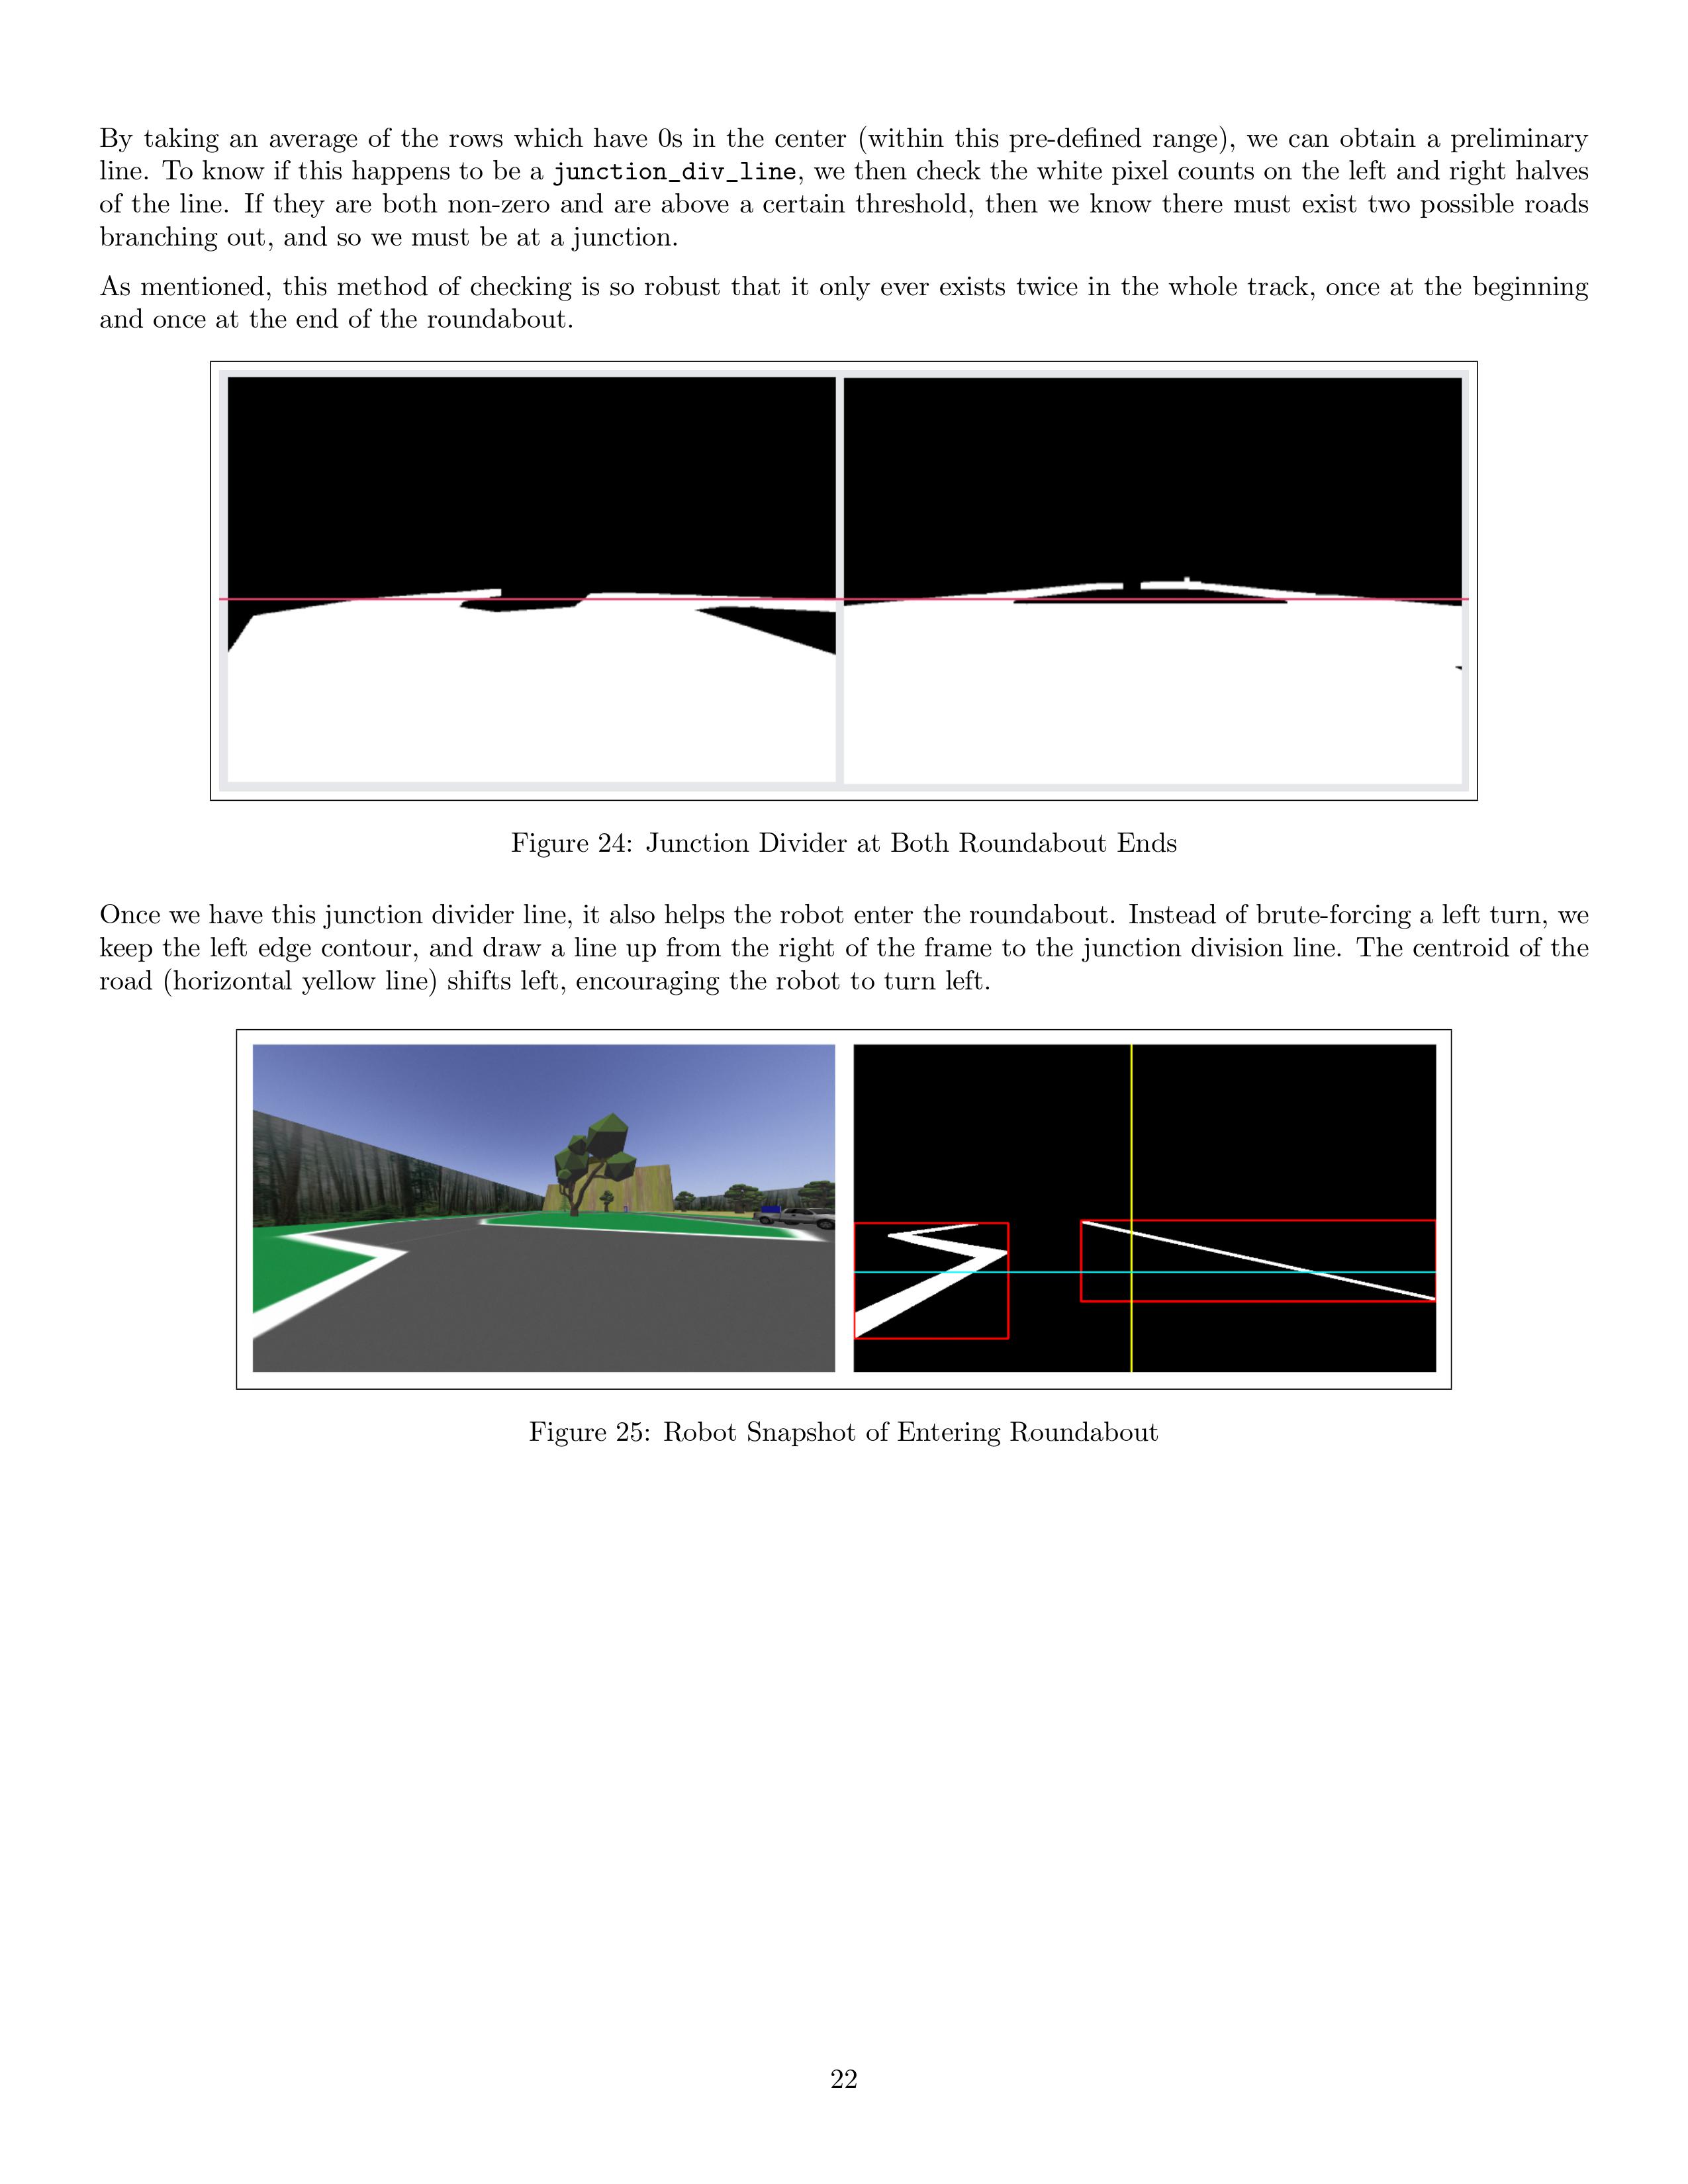 By taking an average of the rows which have 0s in the center (within this pre-defined range), we can obtain a preliminary
line. To know if this happens to be a junction_div_line, we then check the white pixel counts on the left and right halves
of the line. If they are both non-zero and are above a certain threshold, then we know there must exist two possible roads
branching out, and so we must be at a junction.
As mentioned, this method of checking is so robust that it only ever exists twice in the whole track, once at the beginning
and once at the end of the roundabout.
Figure 24: Junction Divider at Both Roundabout Ends
Once we have this junction divider line, it also helps the robot enter the roundabout. Instead of brute-forcing a left turn, we
keep the left edge contour, and draw a line up from the right of the frame to the junction division line. The centroid of the
road (horizontal yellow line) shifts left, encouraging the robot to turn left.
Figure 25: Robot Snapshot of Entering Roundabout
22